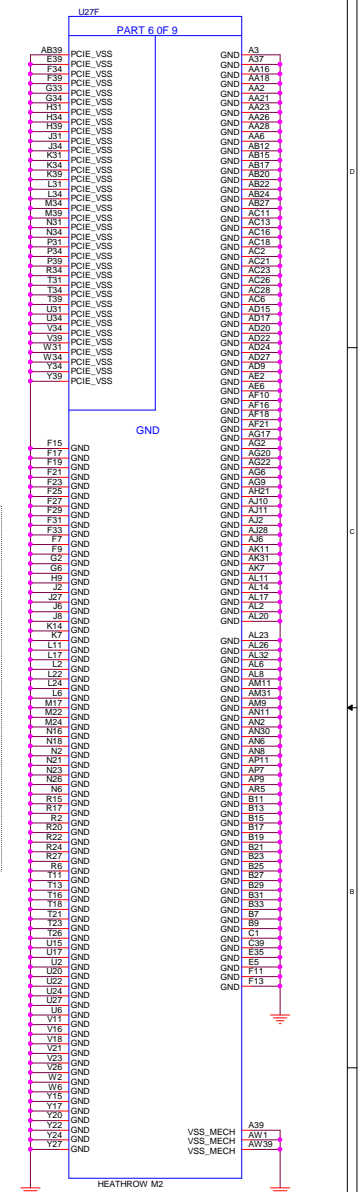 U27F
PART 6 0F 9
AB39 PCIE_VSS
E39 PCIE_VSS
F34 PCIE_VSS
F39 PCIE_VSS
G33 PCIE_VSS
G34 PCIE_VSS
H31 PCIE_VSS
H34 PCIE_VSS
H39 PCIE_VSS
J31 PCIE_VSS
J34 PCIE_VSS
K31 PCIE_VSS
K34 PCIE_VSS
K39 PCIE_VSS
L31 PCIE_VSS
L34 PCIE_VSS
M34 PCIE_VSS
M39 PCIE_VSS
N31 PCIE_VSS
N34 PCIE_VSS
P31 PCIE_VSS
P34 PCIE_VSS
P39 PCIE_VSS
R34 PCIE_VSS
T31 PCIE_VSS
T34 PCIE_VSS
T39 PCIE_VSS
U31 PCIE_VSS
U34 PCIE_VSS
V34 PCIE_VSS
V39 PCIE_VSS
W31 PCIE_VSS
W34 PCIE_VSS
Y34 PCIE_VSS
Y39 PCIE_VSS
GND
F15 GND
F17 GND
F19 GND
F21 GND
F23 GND
F25 GND
F27 GND
F29 GND
F31 GND
F33 GND
F7 GND
F9 GND
G2 GND
G6 GND
H9 GND
J2 GND
J27 GND
J6 GND
J8 GND
K14 GND
K7 GND
L11 GND
L17 GND
L2 GND
L22 GND
L24 GND
L6 GND
M17 GND
M22 GND
M24 GND
N16 GND
N18 GND
N2 GND
N21 GND
N23 GND
N26 GND
N6 GND
R15 GND
R17 GND
R2 GND
R20 GND
R22 GND
R24 GND
R27 GND
R6 GND
T11 GND
T13 GND
T16 GND
T18 GND
T21 GND
T23 GND
T26 GND
U15 GND
U17 GND
U2 GND
U20 GND
U22 GND
U24 GND
U27 GND
U6 GND
V11 GND
V16 GND
V18 GND
V21 GND
V23 GND
V26 GND
W2 GND
W6 GND
Y15 GND
Y17 GND
Y20 GND
Y22 GND
Y24 GND
Y27 GND
GND A3
GND A37
GND AA16
GND AA18
GND AA2
GND AA21
GND AA23
GND AA26
GND AA28
GND AA6
GND AB12
GND AB15
GND AB17
GND AB20
GND AB22
GND AB24
GND AB27
GND AC11
GND AC13
GND AC16
GND AC18
GND AC2
GND AC21
GND AC23
GND AC26
GND AC28
GND AC6
GND AD15
GND AD17
GND AD20
GND AD22
GND AD24
GND AD27
GND AD9
GND AE2
GND AE6
GND AF10
GND AF16
GND AF18
GND AF21
GND AG17
GND AG2
GND AG20
GND AG22
GND AG6
GND AG9
GND AH21
GND AJ10
GND AJ11
GND AJ2
GND AJ28
GND AJ6
GND AK11
GND AK31
GND AK7
GND AL11
GND AL14
GND AL17
GND AL2
GND AL20
GND AL23
GND AL26
GND AL32
GND AL6
GND AL8
GND AM11
GND AM31
GND AM9
GND AN11
GND AN2
GND AN30
GND AN6
GND AN8
GND AP11
GND AP7
GND AP9
GND AR5
GND B11
GND B13
GND B15
GND B17
GND B19
GND B21
GND B23
GND B25
GND B27
GND B29
GND B31
GND B33
GND B7
GND B9
GND C1
GND C39
GND E35
GND E5
GND F11
GND F13
VSS_MECH A39
VSS_MECH AW1
VSS_MECH AW39
HEATHROW M2
D
C
B